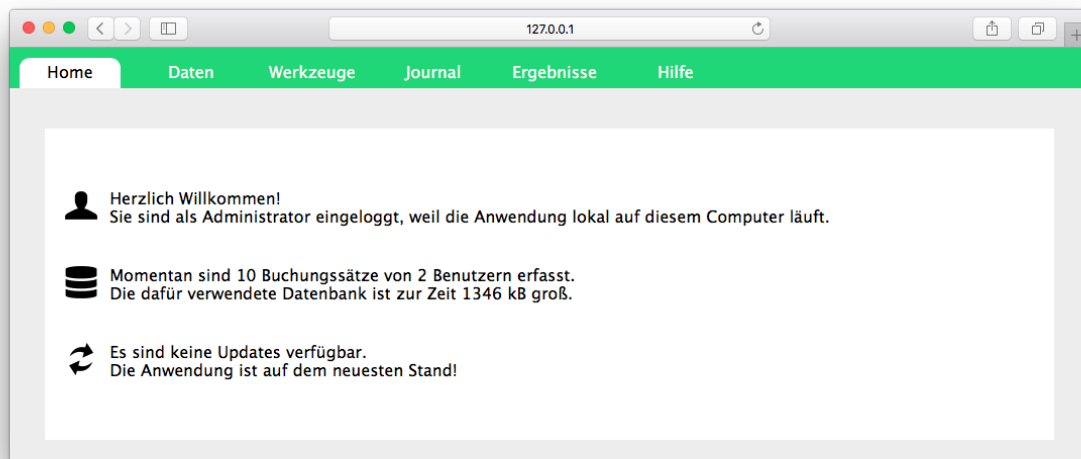 127.0.0.1
Home Daten Werkzeuge Journal Ergebnisse Hilfe
Herzlich Willkommen!
Sie sind als Administrator eingeloggt, weil die Anwendung lokal auf diesem Computer läuft.
Momentan sind 10 Buchungssätze von 2 Benutzern erfasst.
Die dafür verwendete Datenbank ist zur Zeit 1346 kB groß.
Es sind keine Updates verfügbar.
Die Anwendung ist auf dem neuesten Stand!